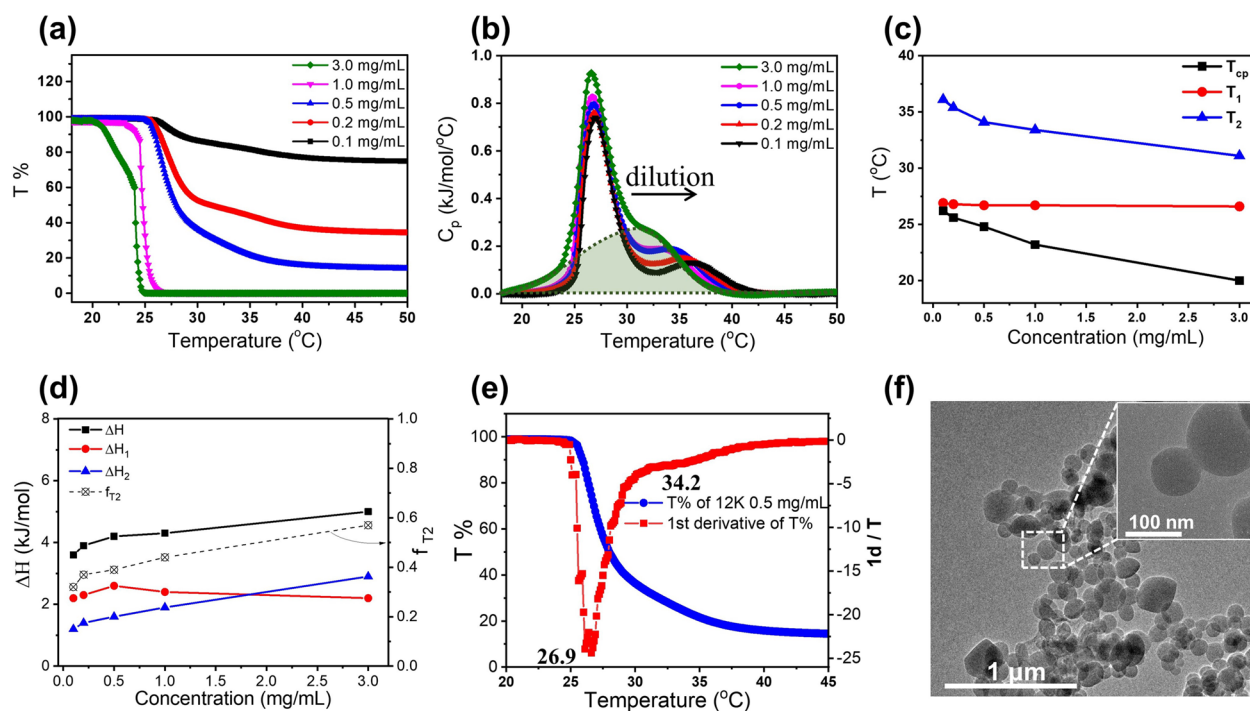 (a)
3.0 mg/mL
1.0 mg/mL
0.5 mg/mL
0.2 mg/mL
0.1 mg/mL
T %
120
100
80
60
40
20
0
20 25 30 35 40 45 50
Temperature (°C)
(b)
3.0 mg/mL
1.0 mg/mL
0.5 mg/mL
0.2 mg/mL
0.1 mg/mL
dilution
Cp (kJ/mol/°C)
1.0
0.8
0.6
0.4
0.2
0.0
20 25 30 35 40 45 50
Temperature (°C)
(c)
Tcp
T1
T2
T (°C)
40
35
30
25
20
0.0 0.5 1.0 1.5 2.0 2.5 3.0
Concentration (mg/mL)
(d)
ΔH
ΔH1
ΔH2
fT2
ΔH (kJ/mol)
8
6
4
2
0
1.0
0.8
0.6
0.4
0.2
0.0
f T2
0.0 0.5 1.0 1.5 2.0 2.5 3.0
Concentration (mg/mL)
(e)
34.2
T% of 12K 0.5 mg/mL
1st derivative of T%
26.9
T %
100
80
60
40
20
0
0
-5
-10
-15
-20
-25
1d / T
20 25 30 35 40 45
Temperature (°C)
(f)
100 nm
1 µm